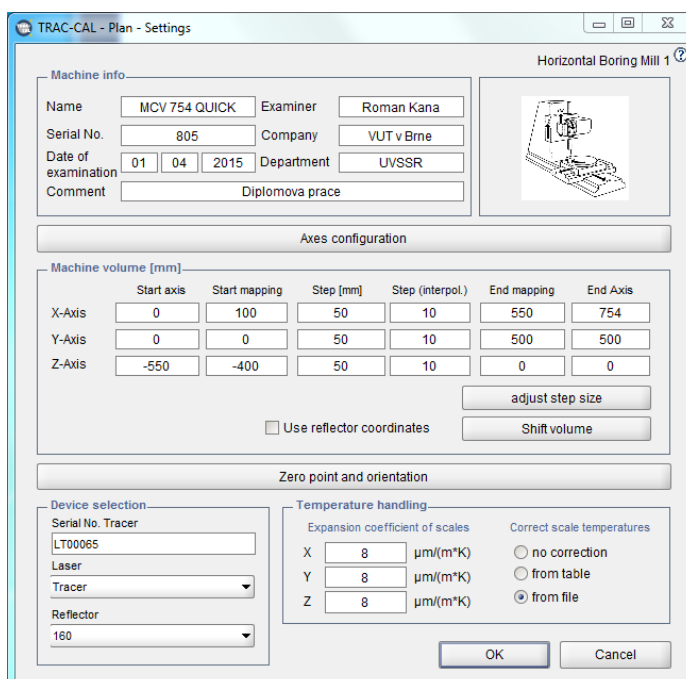 TRAC-CAL - Plan - Settings
Horizontal Boring Mill 1 ?
Machine info
Name MCV 754 QUICK Examiner Roman Kana
Serial No. 805 Company VUT v Brne
Date of examination 01 04 2015 Department UVSSR
Comment Diplomova prace
Axes configuration
Machine volume [mm]
Start axis Start mapping Step [mm] Step (interpol.) End mapping End Axis
X-Axis 0 100 50 10 550 754
Y-Axis 0 0 50 10 500 500
Z-Axis -550 -400 50 10 0 0
adjust step size
Use reflector coordinates Shift volume
Zero point and orientation
Device selection
Serial No. Tracer
LT00065
Laser
Tracer
Reflector
160
Temperature handling
Expansion coefficient of scales Correct scale temperatures
X 8 µm/(m*K) no correction
Y 8 µm/(m*K) from table
Z 8 µm/(m*K) from file
OK Cancel